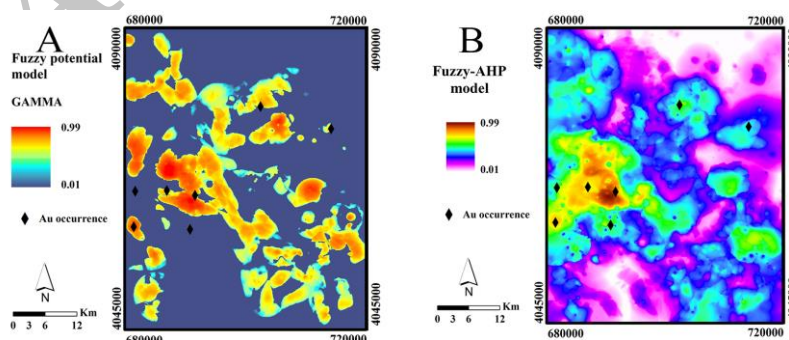 A
Fuzzy potential
model
GAMMA
0.99
0.01
Au occurrence
N
0 3 6 12 Km
680000
720000
4090000
4090000
4045000
4045000
680000
720000
B
Fuzzy-AHP
model
0.99
0.01
Au occurrence
N
0 3 6 12 Km
680000
720000
4090000
4045000
680000
720000